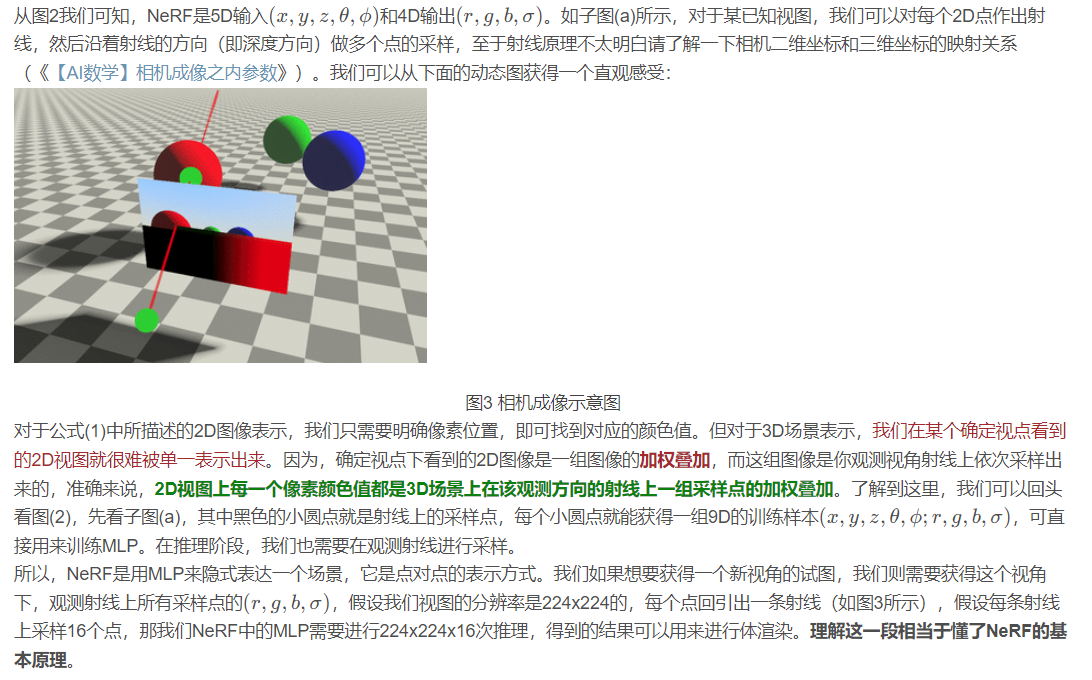 从图2我们可知，NeRF是5D输入(x, y, z, θ, ϕ)和4D输出(r, g, b, σ)。如子图(a)所示，对于某已知视图，我们可以对每个2D点作出射
线，然后沿着射线的方向（即深度方向）做多个点的采样，至于射线原理不太明白请了解一下相机二维坐标和三维坐标的映射关系
（《【AI数学】相机成像之内参数》）。我们可以从下面的动态图获得一个直观感受：
图3 相机成像示意图
对于公式(1)中所描述的2D图像表示，我们只需要明确像素位置，即可找到对应的颜色值。但对于3D场景表示，我们在某个确定视点看到
的2D视图就很难被单一表示出来。因为，确定视点下看到的2D图像是一组图像的加权叠加，而这组图像是你观测视角射线上依次采样出
来的，准确来说，2D视图上每一个像素颜色值都是3D场景上在该观测方向的射线上一组采样点的加权叠加。了解到这里，我们可以回头
看图(2)，先看子图(a)，其中黑色的小圆点就是射线上的采样点，每个小圆点就能获得一组9D的训练样本(x, y, z, θ, ϕ; r, g, b, σ)，可直
接用来训练MLP。在推理阶段，我们也需要在观测射线进行采样。
所以，NeRF是用MLP来隐式表达一个场景，它是点对点的表示方式。我们如果想要获得一个新视角的试图，我们则需要获得这个视角
下，观测射线上所有采样点的(r, g, b, σ)，假设我们视图的分辨率是224x224的，每个点回引出一条射线（如图3所示），假设每条射线
上采样16个点，那我们NeRF中的MLP需要进行224x224x16次推理，得到的结果可以用来进行体渲染。理解这一段相当于懂了NeRF的基
本原理。